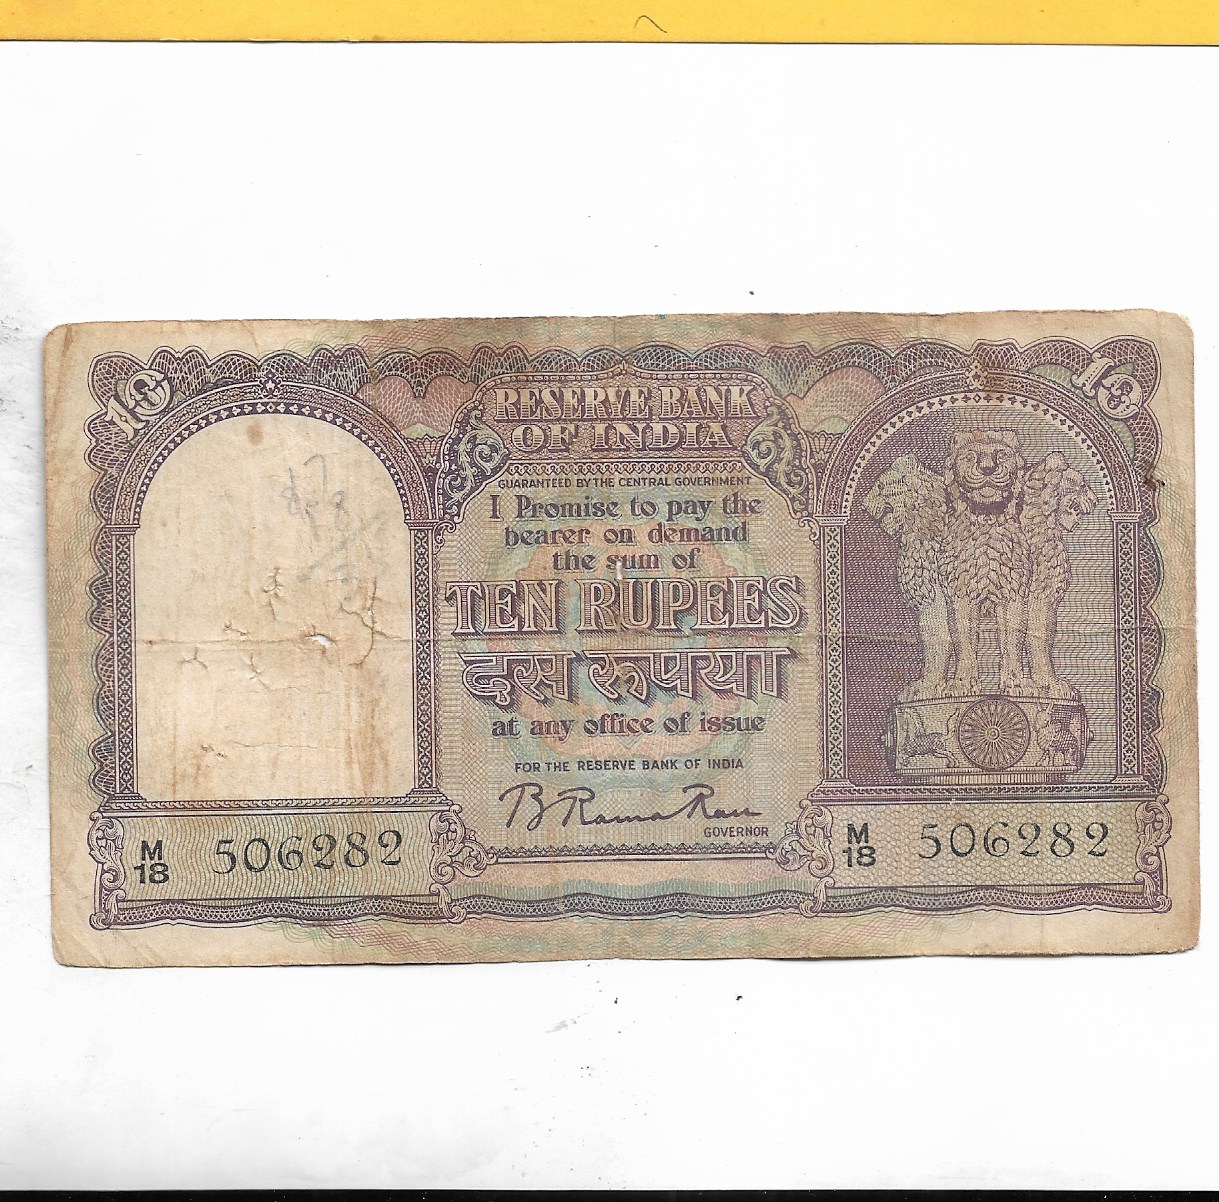 10
10
RESERVE BANK
OF INDIA
GUARANTEED BY THE CENTRAL GOVERNMENT
I Promise to pay the
bearer on demand
the sum of
TEN RUPEES
दस रूपया
at any office of issue
FOR THE RESERVE BANK OF INDIA
B Rama Rau
GOVERNOR
M
18 506282
M
18 506282